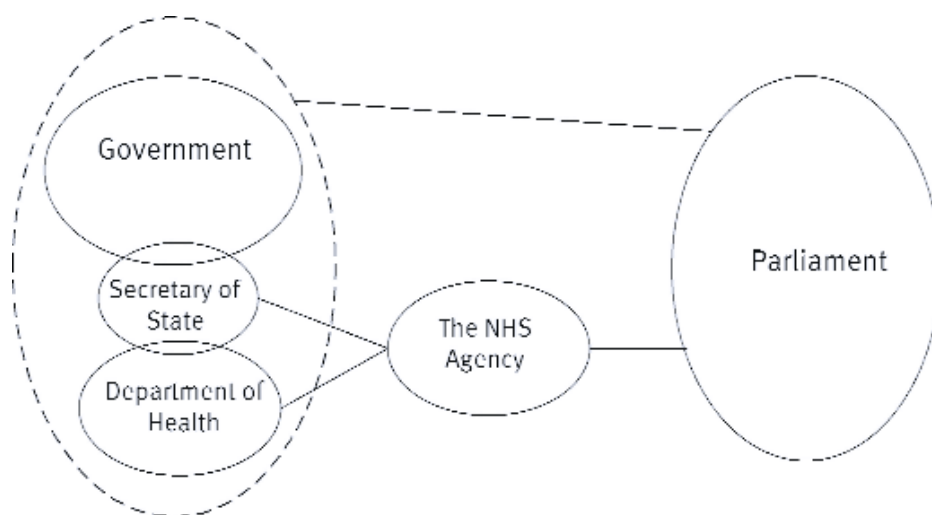 Government
Secretary of
State
Department of
Health
The NHS
Agency
Parliament